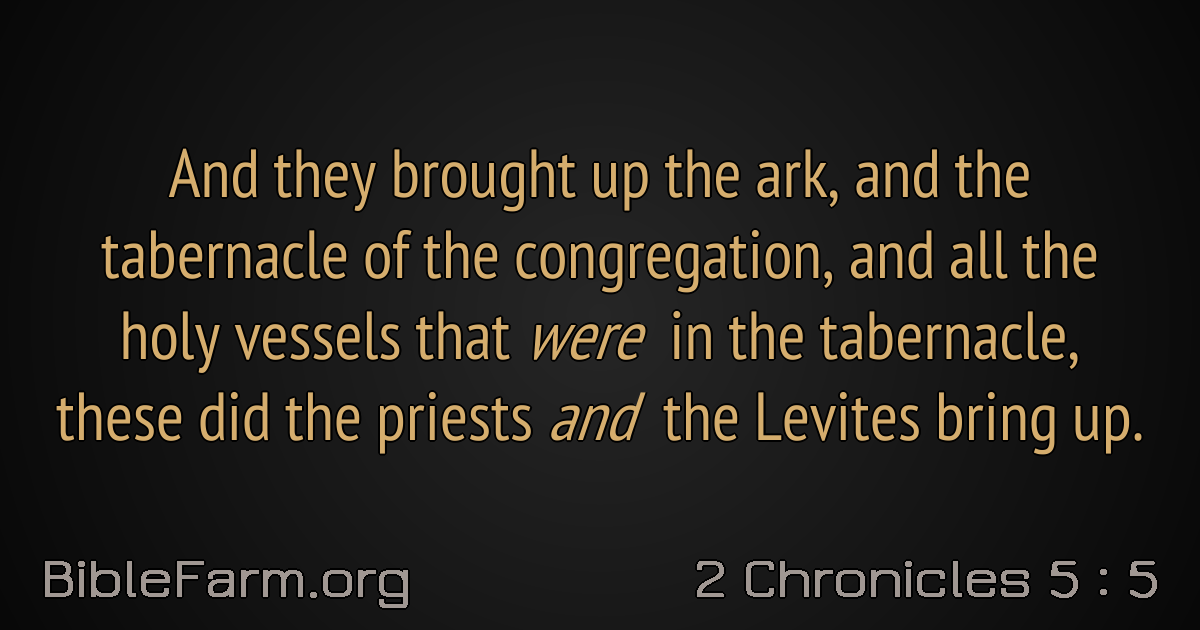 And they brought up the ark, and the
tabernacle of the congregation, and all the
holy vessels that were in the tabernacle,
these did the priests and the Levites bring up.
BibleFarm.org
2 Chronicles 5 : 5